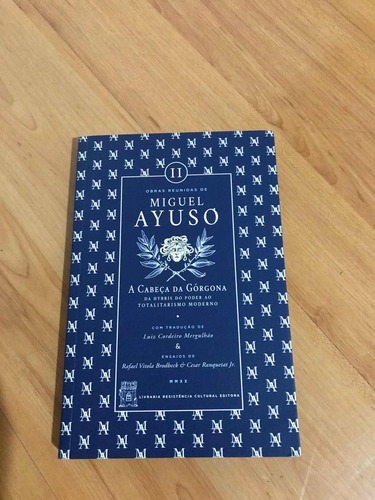 II
OBRAS REUNIDAS DE
MIGUEL
AYUSO
A CABEÇA DA GÓRGONA
DA HYBRIS DO PODER AO
TOTALITARISMO MODERNO
COM TRADUÇÃO DE
Luis Cordeiro Mergulhão
&
ENSAIOS DE
Rafael Vitola Brodbeck & Cesar Ranquetat Jr.
MMXX
LIVRARIA RESISTÊNCIA CULTURAL EDITORA